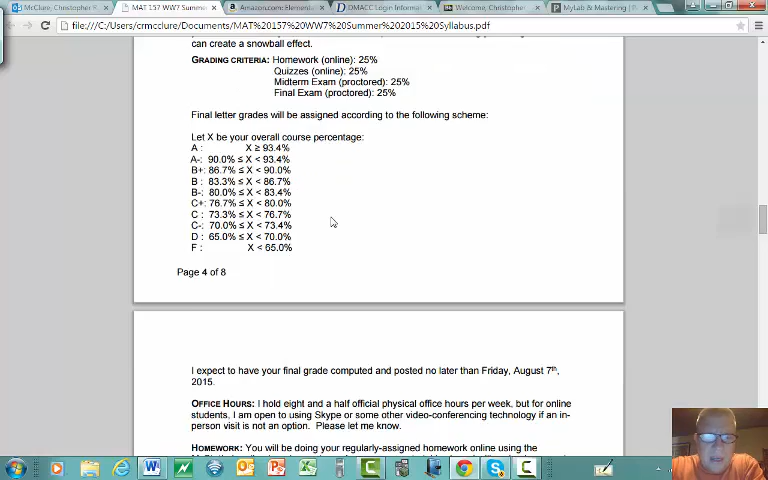 McClure, Christopher R
MAT 157 WW7 Summer
Amazon.com: Elementary
DMACC Login Informat
Welcome, Christopher
MyLab & Mastering | P
file:///C:/Users/crmcclure/Documents/MAT%20157%20WW7%20Summer%202015%20Syllabus.pdf
can create a snowball effect.
GRADING CRITERIA: Homework (online): 25%
Quizzes (online): 25%
Midterm Exam (proctored): 25%
Final Exam (proctored): 25%
Final letter grades will be assigned according to the following scheme:
Let X be your overall course percentage:
A : X ≥ 93.4%
A-: 90.0% ≤ X < 93.4%
B+: 86.7% ≤ X < 90.0%
B : 83.3% ≤ X < 86.7%
B-: 80.0% ≤ X < 83.4%
C+: 76.7% ≤ X < 80.0%
C : 73.3% ≤ X < 76.7%
C-: 70.0% ≤ X < 73.4%
D : 65.0% ≤ X < 70.0%
F : X < 65.0%
Page 4 of 8
I expect to have your final grade computed and posted no later than Friday, August 7th,
2015.
OFFICE HOURS: I hold eight and a half official physical office hours per week, but for online
students, I am open to using Skype or some other video-conferencing technology if an in-
person visit is not an option. Please let me know.
HOMEWORK: You will be doing your regularly-assigned homework online using the